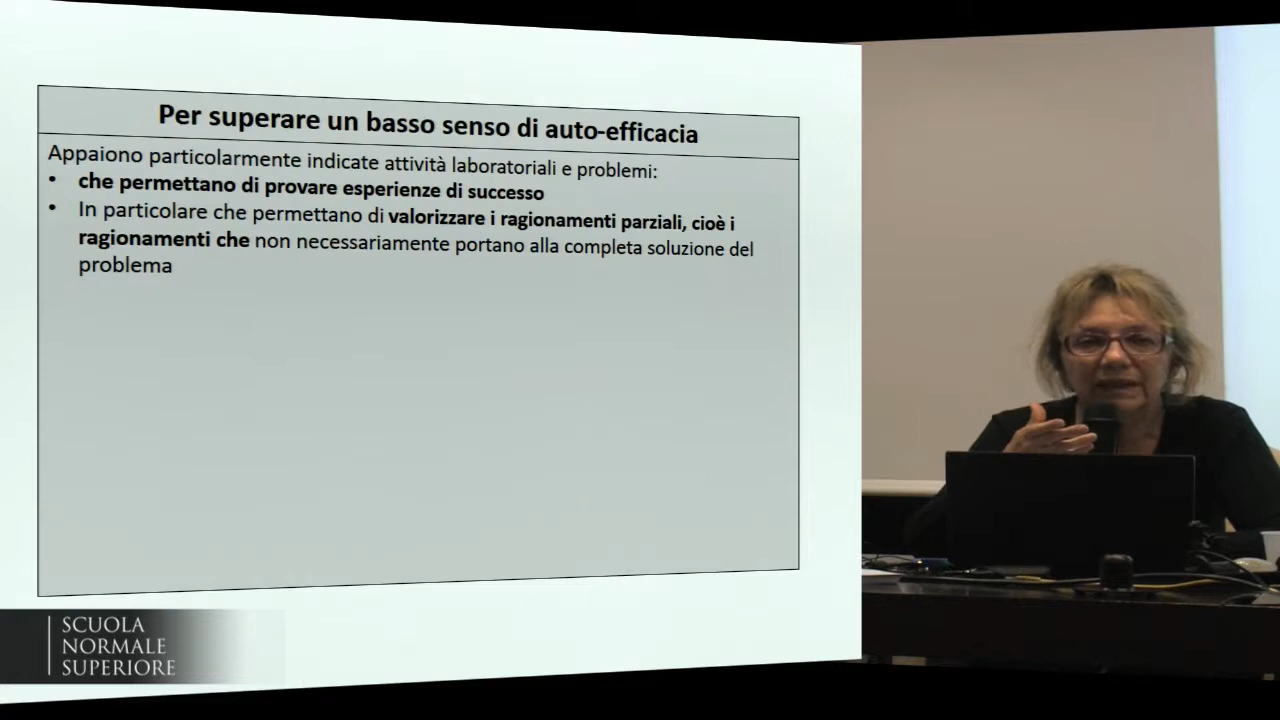 Per superare un basso senso di auto-efficacia
Appaiono particolarmente indicate attività laboratoriali e problemi:
• che permettano di provare esperienze di successo
• In particolare che permettano di valorizzare i ragionamenti parziali, cioè i
ragionamenti che non necessariamente portano alla completa soluzione del
problema
SCUOLA
NORMALE
SUPERIORE